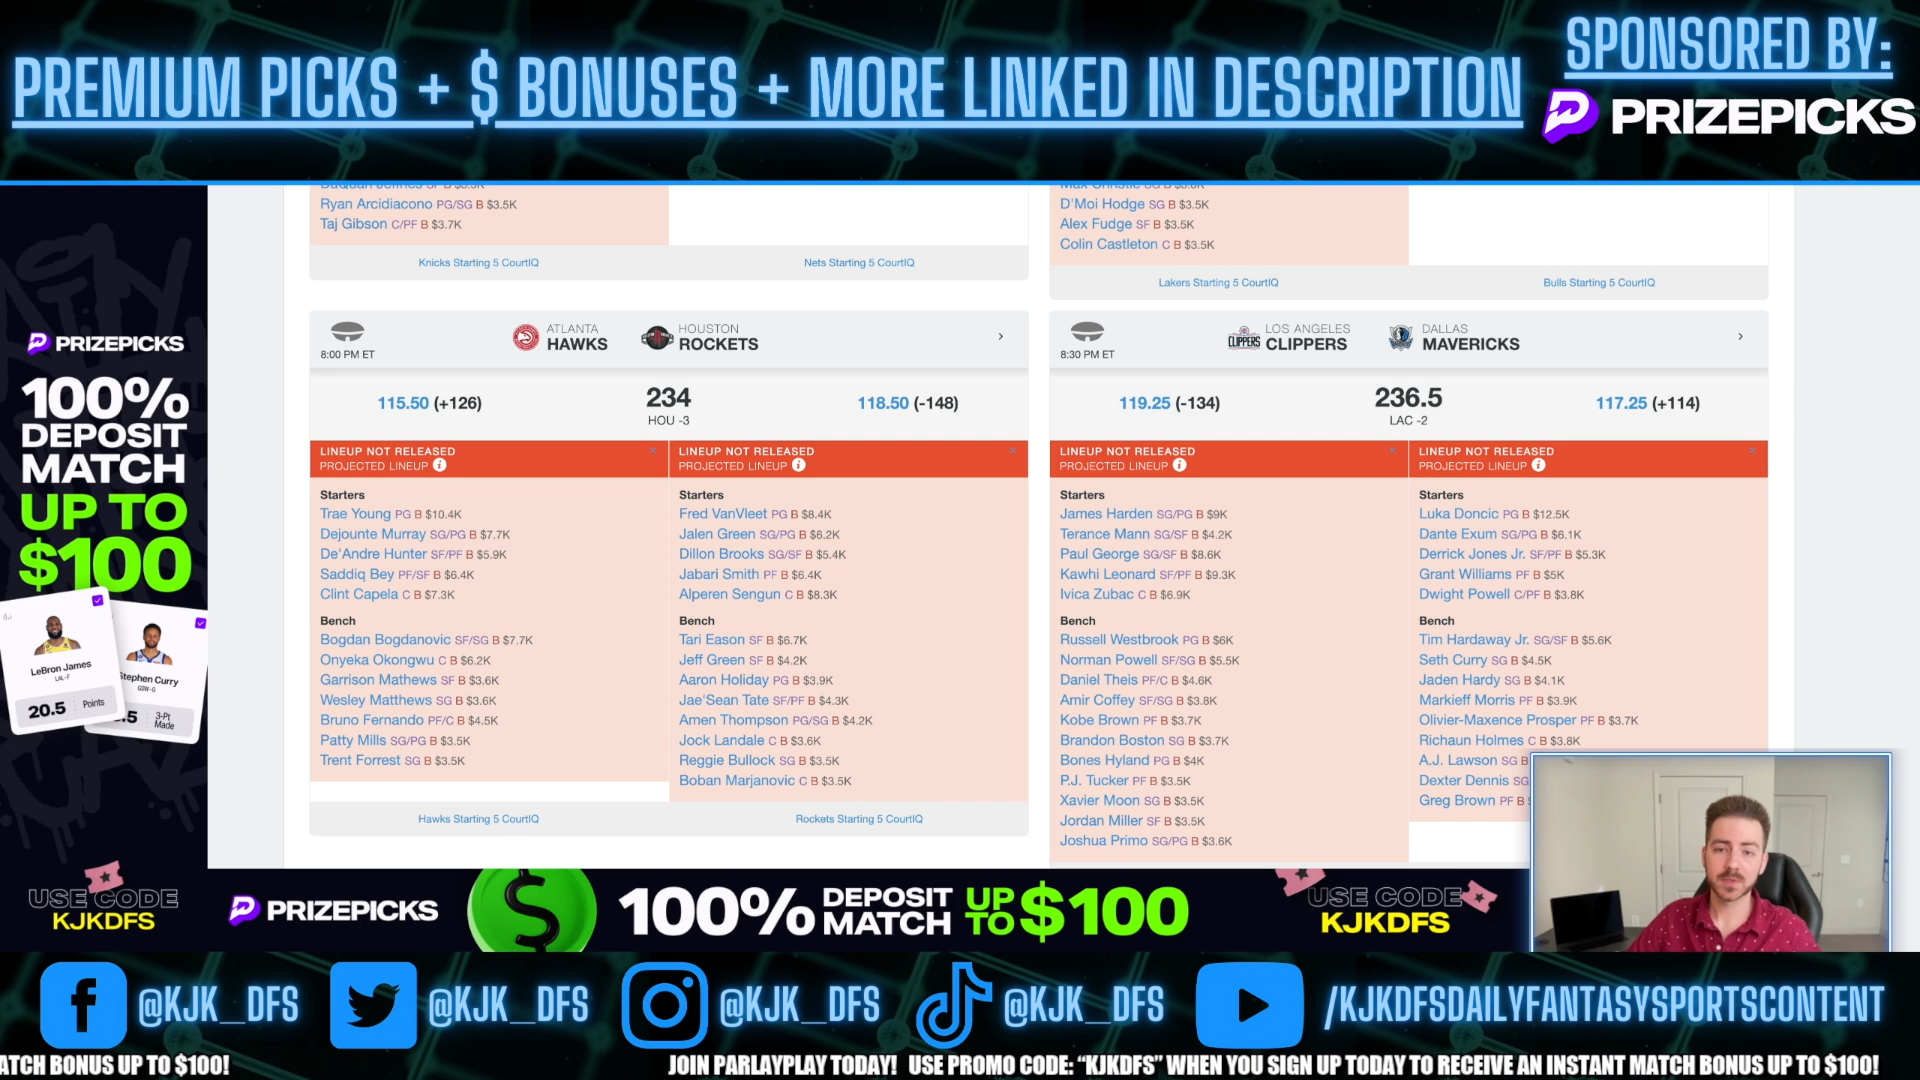 PREMIUM PICKS + $ BONUSES + MORE LINKED IN DESCRIPTION
SPONSORED BY:
PRIZEPICKS
Ryan Arcidiacono PG/SG B $3.5K
Taj Gibson C/PF B $3.7K
Knicks Starting 5 CourtIQ
Nets Starting 5 CourtIQ
D'Moi Hodge SG B $3.5K
Alex Fudge SF B $3.5K
Colin Castleton C B $3.5K
Lakers Starting 5 CourtIQ
Bulls Starting 5 CourtIQ
8:00 PM ET
ATLANTA
HAWKS
HOUSTON
ROCKETS
115.50 (+126)
234
HOU -3
118.50 (-148)
LINEUP NOT RELEASED
PROJECTED LINEUP
Starters
Trae Young PG B $10.4K
Dejounte Murray SG/PG B $7.7K
De'Andre Hunter SF/PF B $5.9K
Saddiq Bey PF/SF B $6.4K
Clint Capela C B $7.3K
Bench
Bogdan Bogdanovic SF/SG B $7.7K
Onyeka Okongwu C B $6.2K
Garrison Mathews SF B $3.6K
Wesley Matthews SG B $3.6K
Bruno Fernando PF/C B $4.5K
Patty Mills SG/PG B $3.5K
Trent Forrest SG B $3.5K
Hawks Starting 5 CourtIQ
LINEUP NOT RELEASED
PROJECTED LINEUP
Starters
Fred VanVleet PG B $8.4K
Jalen Green SG/PG B $6.2K
Dillon Brooks SG/SF B $5.4K
Jabari Smith PF B $6.4K
Alperen Sengun C B $8.3K
Bench
Tari Eason SF B $6.7K
Jeff Green SF B $4.2K
Aaron Holiday PG B $3.9K
Jae'Sean Tate SF/PF B $4.3K
Amen Thompson PG/SG B $4.2K
Jock Landale C B $3.6K
Reggie Bullock SG B $3.5K
Boban Marjanovic C B $3.5K
Rockets Starting 5 CourtIQ
8:30 PM ET
LOS ANGELES
CLIPPERS
DALLAS
MAVERICKS
119.25 (-134)
236.5
LAC -2
117.25 (+114)
LINEUP NOT RELEASED
PROJECTED LINEUP
Starters
James Harden SG/PG B $9K
Terance Mann SG/SF B $4.2K
Paul George SG/SF B $8.6K
Kawhi Leonard SF/PF B $9.3K
Ivica Zubac C B $6.9K
Bench
Russell Westbrook PG B $6K
Norman Powell SF/SG B $5.5K
Daniel Theis PF/C B $4.6K
Amir Coffey SF/SG B $3.8K
Kobe Brown PF B $3.7K
Brandon Boston SG B $3.7K
Bones Hyland PG B $4K
P.J. Tucker PF B $3.5K
Xavier Moon SG B $3.5K
Jordan Miller SF B $3.5K
Joshua Primo SG/PG B $3.6K
LINEUP NOT RELEASED
PROJECTED LINEUP
Starters
Luka Doncic PG B $12.5K
Dante Exum SG/PG B $6.1K
Derrick Jones Jr. SF/PF B $5.3K
Grant Williams PF B $5K
Dwight Powell C/PF B $3.8K
Bench
Tim Hardaway Jr. SG/SF B $5.6K
Seth Curry SG B $4.5K
Jaden Hardy SG B $4.1K
Markieff Morris PF B $3.9K
Olivier-Maxence Prosper PF B $3.7K
Richaun Holmes C B $3.8K
A.J. Lawson SG B
Dexter Dennis SG
Greg Brown PF B
PRIZEPICKS
100%
DEPOSIT
MATCH
UP TO
$100
LeBron James
LAL-F
20.5 Points
Stephen Curry
GSW-G
.5 3-Pt
Made
USE CODE
KJKDFS
PRIZEPICKS
100% DEPOSIT MATCH UP TO $100
USE CODE
KJKDFS
@KJK_DFS
@KJK_DFS
@KJK_DFS
@KJK_DFS
/KJKDFSDAILYFANTASYSPORTSCONTENT
ATCH BONUS UP TO $100! JOIN PARLAYPLAY TODAY! USE PROMO CODE: “KJKDFS” WHEN YOU SIGN UP TODAY TO RECEIVE AN INSTANT MATCH BONUS UP TO $100!